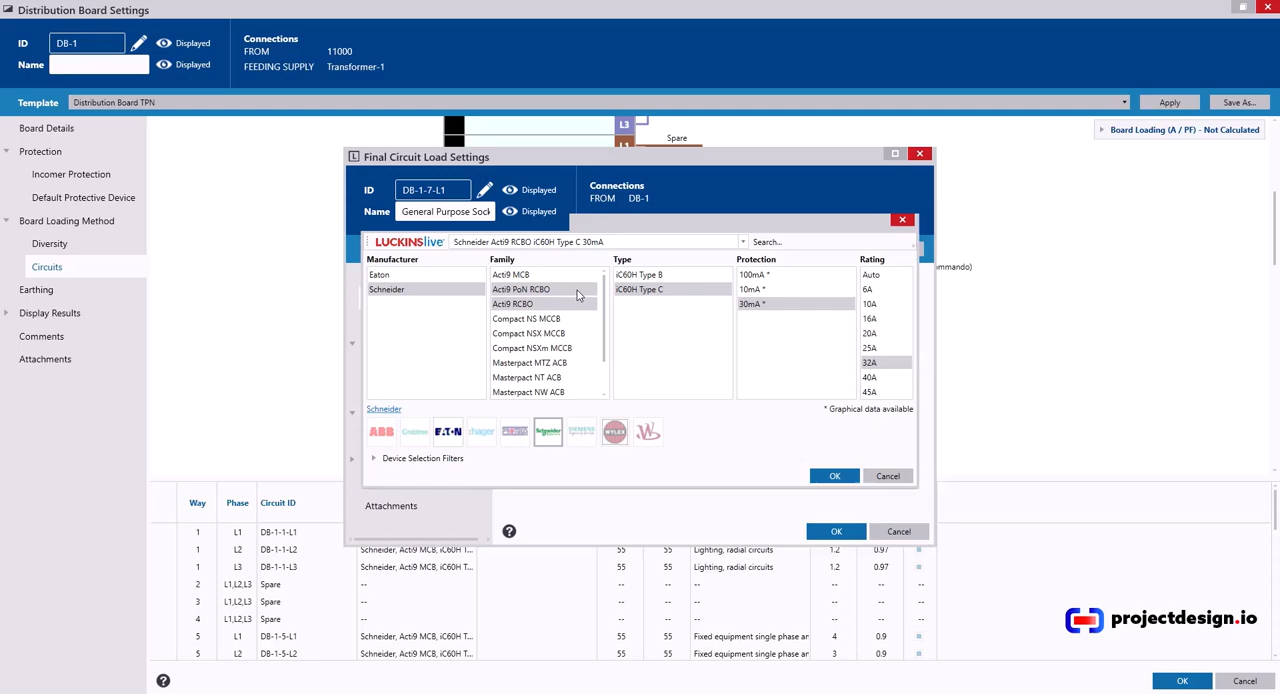 Distribution Board Settings
ID DB-1 Displayed
Name Displayed
Connections
FROM 11000
FEEDING SUPPLY Transformer-1
Template Distribution Board TPN Apply Save As...
Board Details
Protection
Incomer Protection
Default Protective Device
Board Loading Method
Diversity
Circuits
Earthing
Display Results
Comments
Attachments
L3
L1
Spare
Board Loading (A / PF) - Not Calculated
mmando)
L Final Circuit Load Settings
ID DB-1-7-L1 Displayed
Name General Purpose Sock Displayed
Connections
FROM DB-1
LUCKINSlive Schneider Acti9 RCBO iC60H Type C 30mA Search...
Manufacturer Family Type Protection Rating
Eaton Acti9 MCB iC60H Type B 100mA * Auto
Schneider Acti9 PoN RCBO iC60H Type C 10mA * 6A
Acti9 RCBO 30mA * 10A
Compact NS MCCB 16A
Compact NSX MCCB 20A
Compact NSXm MCCB 25A
Masterpact MTZ ACB 32A
Masterpact NT ACB 40A
Masterpact NW ACB 45A
Schneider * Graphical data available
ABB EATON :hager Schneider SIEMENS WYLEX
Device Selection Filters
OK Cancel
Attachments
? OK Cancel
Way Phase Circuit ID
1 L1 DB-1-1-L1
1 L2 DB-1-1-L2 Schneider, Acti9 MCB, iC60H T... 55 55 Lighting, radial circuits 1.2 0.97
1 L3 DB-1-1-L3 Schneider, Acti9 MCB, iC60H T... 55 55 Lighting, radial circuits 1.2 0.97
2 L1,L2,L3 Spare -- -- -- -- -- -- --
3 L1,L2,L3 Spare -- -- -- -- -- -- --
4 L1,L2,L3 Spare -- -- -- -- -- -- --
5 L1 DB-1-5-L1 Schneider, Acti9 MCB, iC60H T... 55 55 Fixed equipment single phase ar 4 0.9
5 L2 DB-1-5-L2 Schneider, Acti9 MCB, iC60H T... 55 55 Fixed equipment single phase ar 3 0.9
projectdesign.io
? OK Cancel